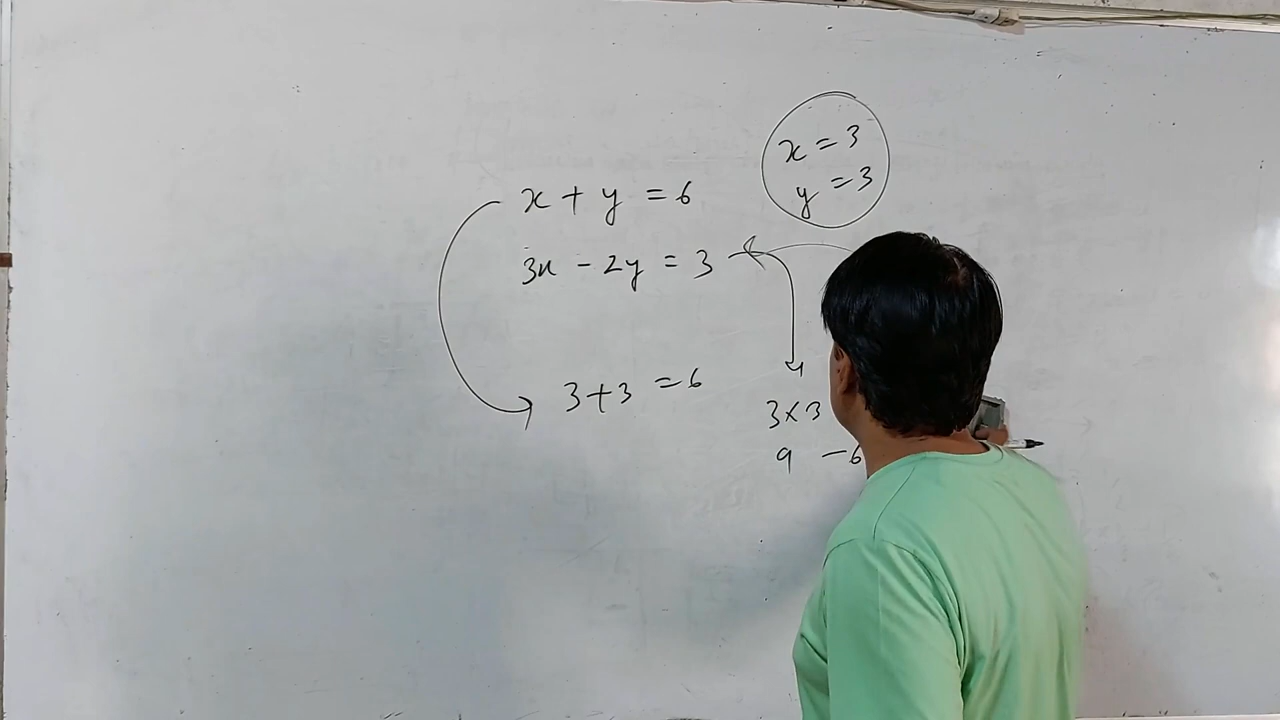 x = 3
y = 3
x + y = 6
3x - 2y = 3
3+3 = 6
3×3
9 -6